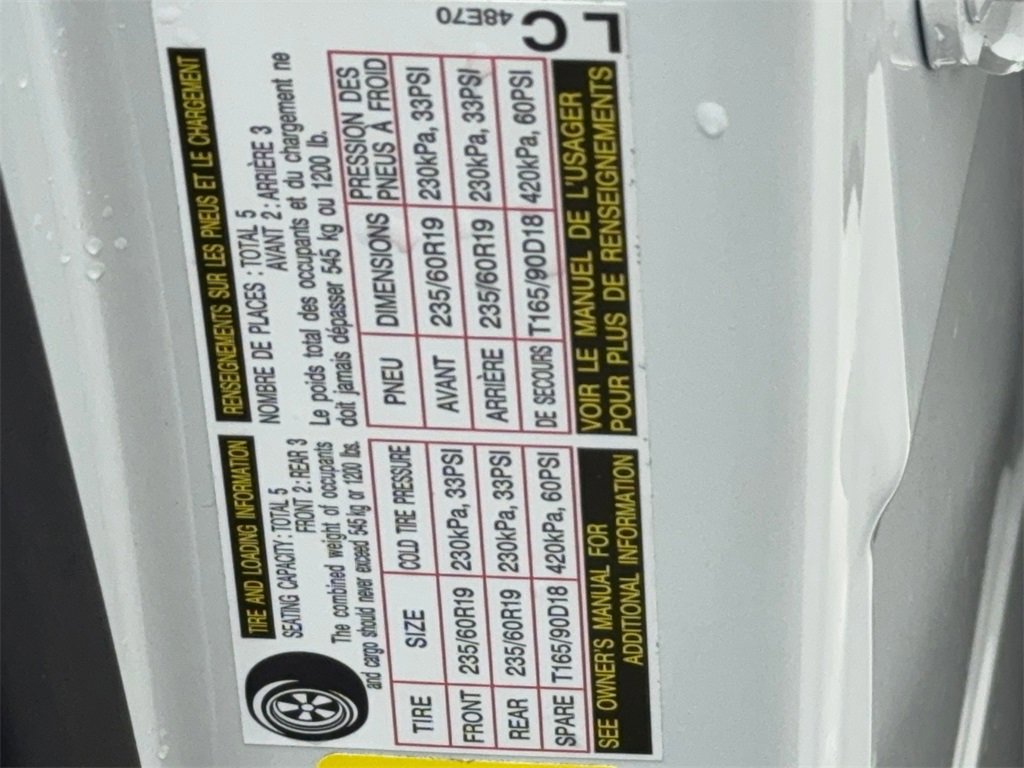 TIRE AND LOADING INFORMATION
SEATING CAPACITY : TOTAL 5
FRONT 2 : REAR 3
The combined weight of occupants
and cargo should never exceed 545 kg or 1200 lbs.
TIRE SIZE COLD TIRE PRESSURE
FRONT 235/60R19 230kPa, 33PSI
REAR 235/60R19 230kPa, 33PSI
SPARE T165/90D18 420kPa, 60PSI
SEE OWNER'S MANUAL FOR
ADDITIONAL INFORMATION
RENSEIGNEMENTS SUR LES PNEUS ET LE CHARGEMENT
NOMBRE DE PLACES : TOTAL 5
AVANT 2 : ARRIÈRE 3
Le poids total des occupants et du chargement ne
doit jamais dépasser 545 kg ou 1200 lb.
PNEU DIMENSIONS PRESSION DES
PNEUS À FROID
AVANT 235/60R19 230kPa, 33PSI
ARRIÈRE 235/60R19 230kPa, 33PSI
DE SECOURS T165/90D18 420kPa, 60PSI
VOIR LE MANUEL DE L'USAGER
POUR PLUS DE RENSEIGNEMENTS
48E70
LC